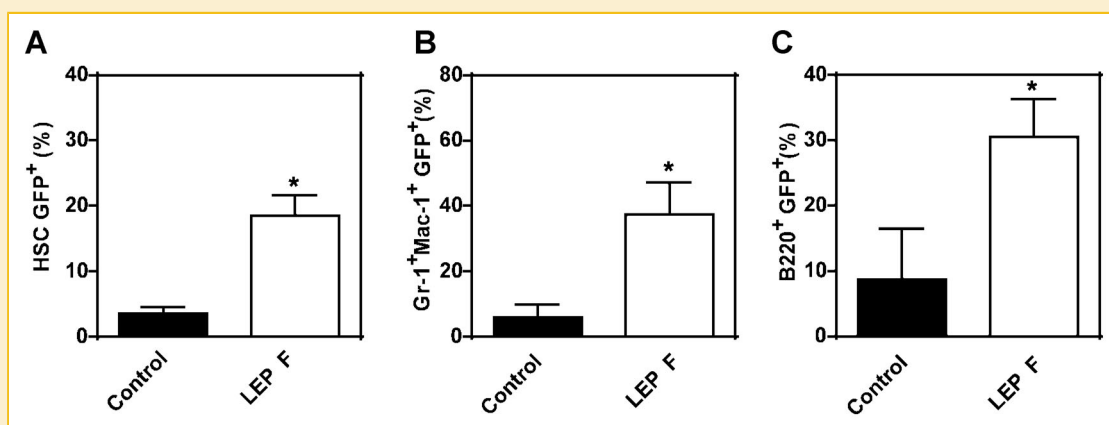 A
HSC GFP+ (%)
40
30
20
10
0
*
Control
LEP F
B
Gr-1+Mac-1+ GFP+(%)
80
60
40
20
0
*
Control
LEP F
C
B220+ GFP+(%)
40
30
20
10
0
*
Control
LEP F